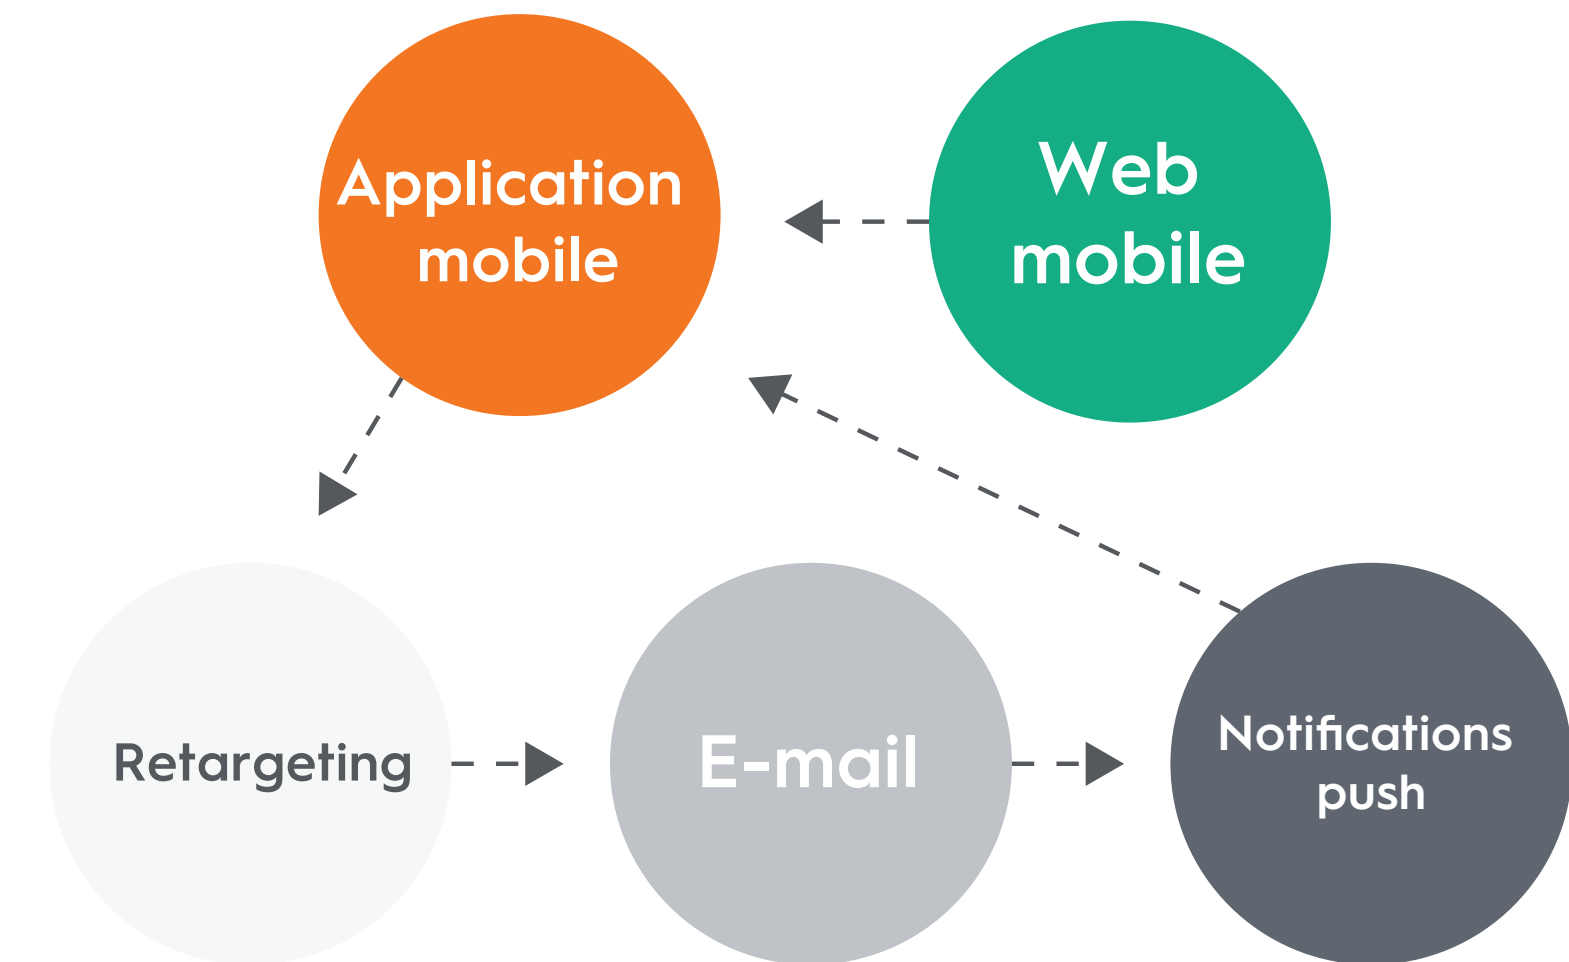 Application
mobile
Web
mobile
Retargeting
E-mail
Notifications
push